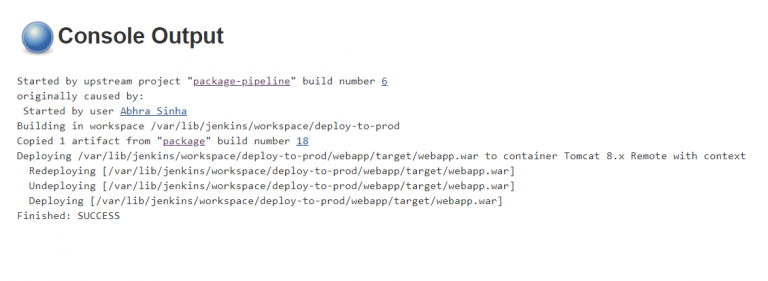 Console Output
Started by upstream project "package-pipeline" build number 6
originally caused by:
Started by user Abhra Sinha
Building in workspace /var/lib/jenkins/workspace/deploy-to-prod
Copied 1 artifact from "package" build number 18
Deploying /var/lib/jenkins/workspace/deploy-to-prod/webapp/target/webapp.war to container Tomcat 8.x Remote with context
Redeploying [/var/lib/jenkins/workspace/deploy-to-prod/webapp/target/webapp.war]
Undeploying [/var/lib/jenkins/workspace/deploy-to-prod/webapp/target/webapp.war]
Deploying [/var/lib/jenkins/workspace/deploy-to-prod/webapp/target/webapp.war]
Finished: SUCCESS